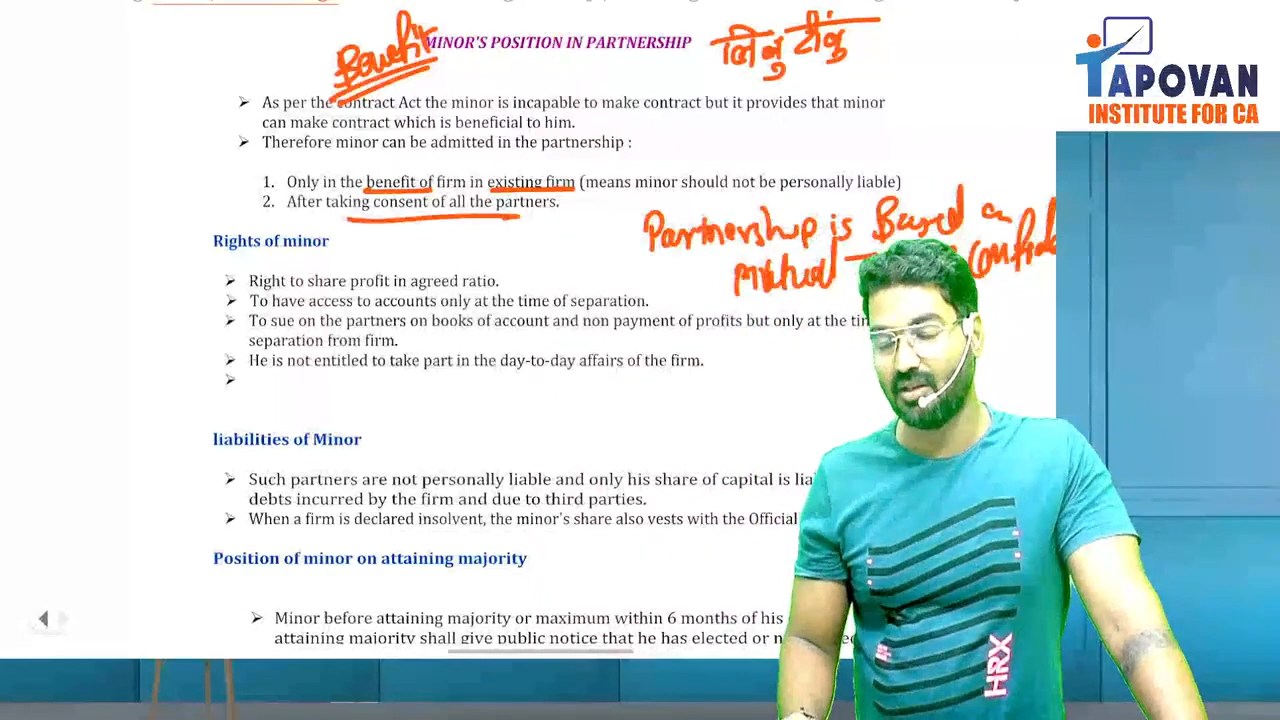 Benefit
MINOR'S POSITION IN PARTNERSHIP
लिनु टीनु
TAPOVAN
INSTITUTE FOR CA
➢ As per the contract Act the minor is incapable to make contract but it provides that minor
can make contract which is beneficial to him.
➢ Therefore minor can be admitted in the partnership :
1. Only in the benefit of firm in existing firm (means minor should not be personally liable)
2. After taking consent of all the partners.
Partnership is Based on
Mutual
Rights of minor
➢ Right to share profit in agreed ratio.
➢ To have access to accounts only at the time of separation.
➢ To sue on the partners on books of account and non payment of profits but only at the
separation from firm.
➢ He is not entitled to take part in the day-to-day affairs of the firm.
➢
liabilities of Minor
➢ Such partners are not personally liable and only his share of capital is
debts incurred by the firm and due to third parties.
➢ When a firm is declared insolvent, the minor's share also vests with the Official
Position of minor on attaining majority
➢ Minor before attaining majority or maximum within 6 months of his
attaining majority shall give public notice that he has elected or
HRX